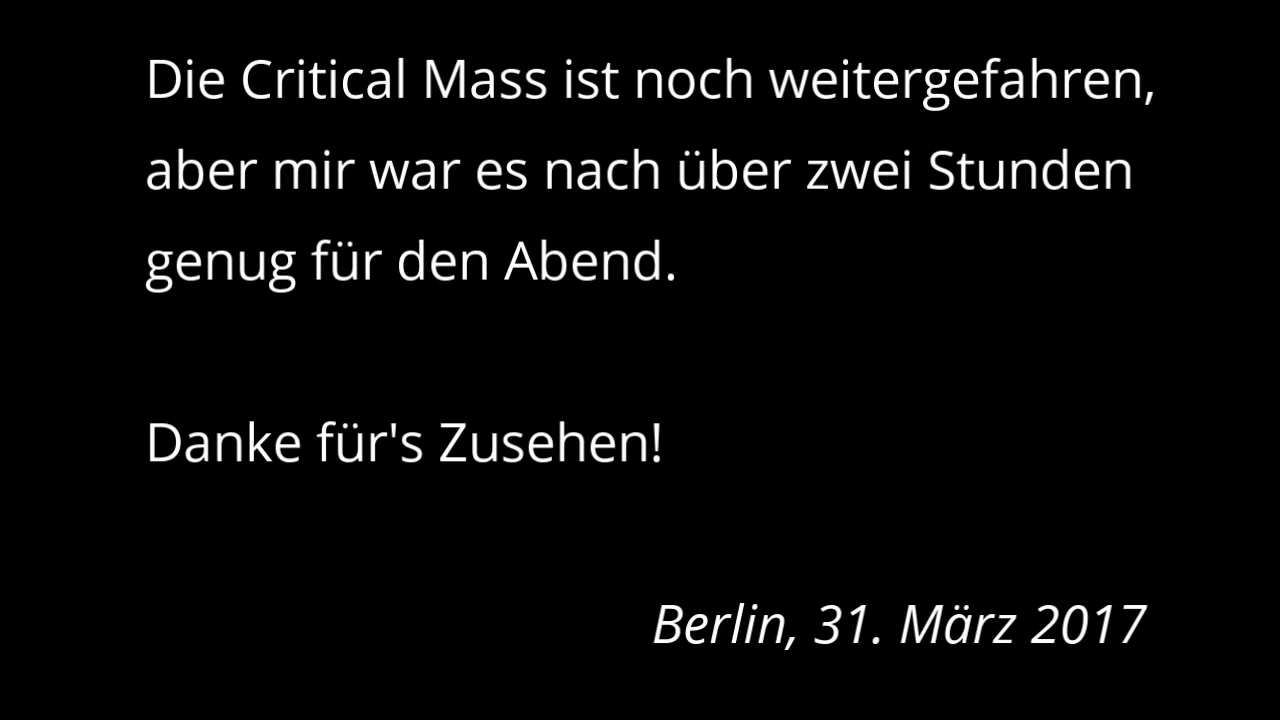 Die Critical Mass ist noch weitergefahren,
aber mir war es nach über zwei Stunden
genug für den Abend.
Danke für's Zusehen!
Berlin, 31. März 2017